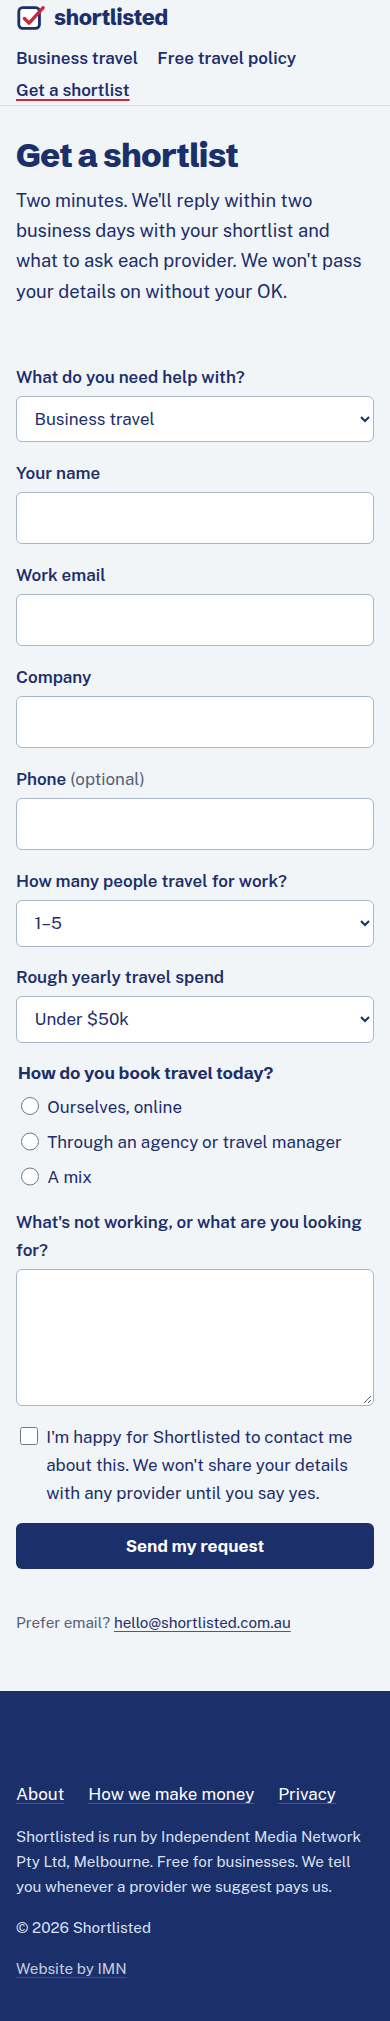 shortlisted
Business travel Free travel policy
Get a shortlist
Get a shortlist
Two minutes. We'll reply within two
business days with your shortlist and
what to ask each provider. We won't pass
your details on without your OK.
What do you need help with?
Business travel
Your name
Work email
Company
Phone (optional)
How many people travel for work?
1–5
Rough yearly travel spend
Under $50k
How do you book travel today?
Ourselves, online
Through an agency or travel manager
A mix
What's not working, or what are you looking
for?
I'm happy for Shortlisted to contact me
about this. We won't share your details
with any provider until you say yes.
Send my request
Prefer email? hello@shortlisted.com.au
About How we make money Privacy
Shortlisted is run by Independent Media Network
Pty Ltd, Melbourne. Free for businesses. We tell
you whenever a provider we suggest pays us.
© 2026 Shortlisted
Website by IMN